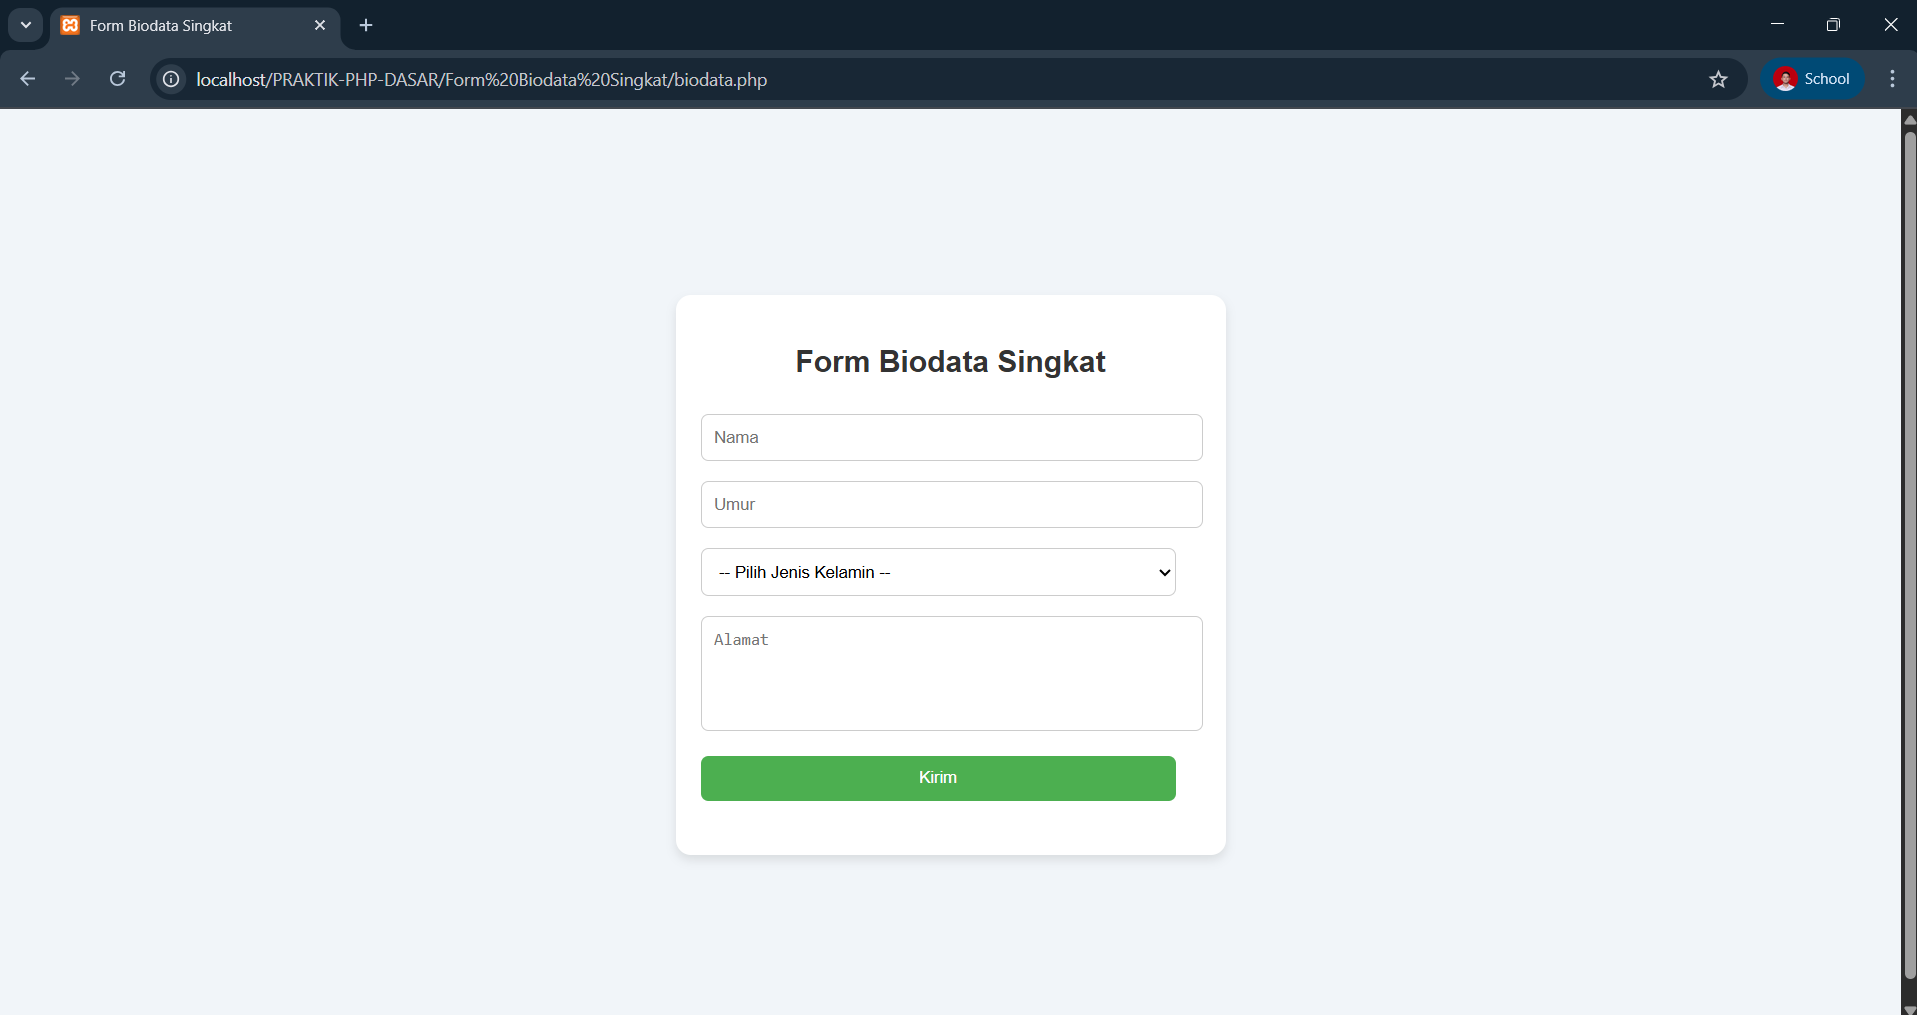 Form Biodata Singkat
localhost/PRAKTIK-PHP-DASAR/Form%20Biodata%20Singkat/biodata.php
School
Form Biodata Singkat
Nama
Umur
-- Pilih Jenis Kelamin --
Alamat
Kirim